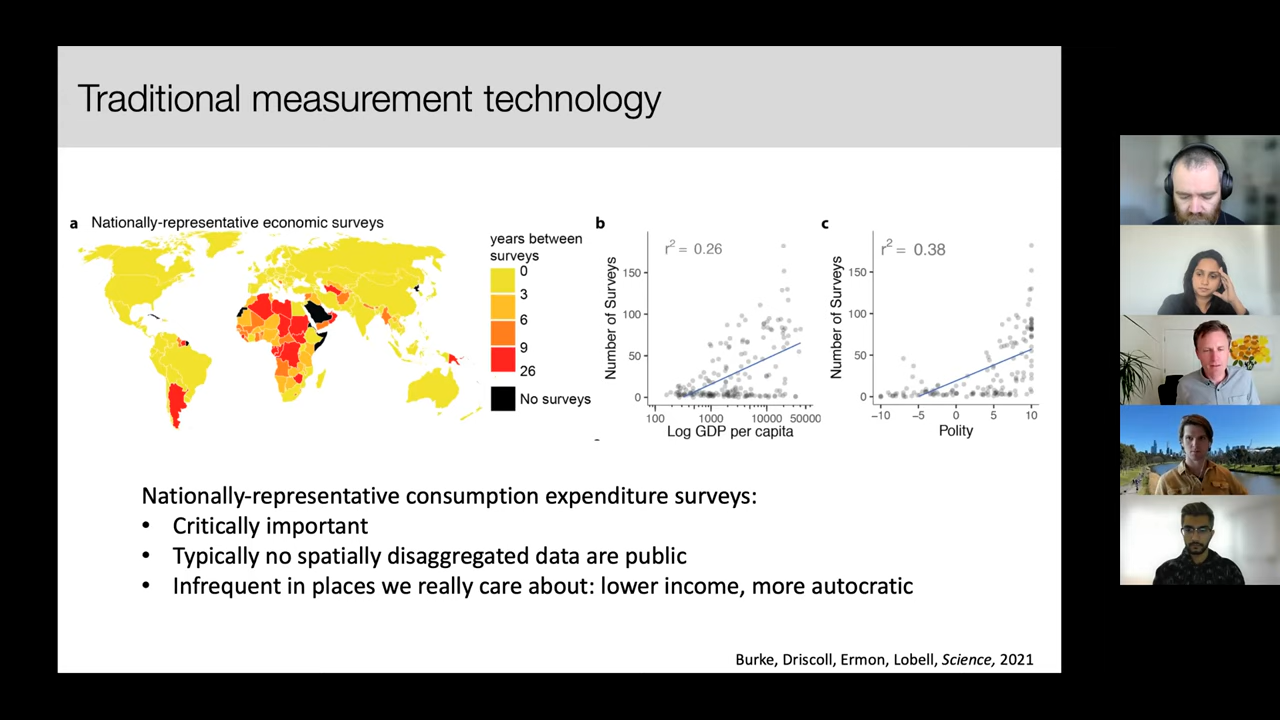 Traditional measurement technology
a Nationally-representative economic surveys
years between
surveys
0
3
6
9
26
No surveys
b
r² = 0.26
Number of Surveys
150
100
50
0
100 1000 10000 50000
Log GDP per capita
c
r² = 0.38
Number of Surveys
150
100
50
0
−10 −5 0 5 10
Polity
Nationally-representative consumption expenditure surveys:
• Critically important
• Typically no spatially disaggregated data are public
• Infrequent in places we really care about: lower income, more autocratic
Burke, Driscoll, Ermon, Lobell, Science, 2021